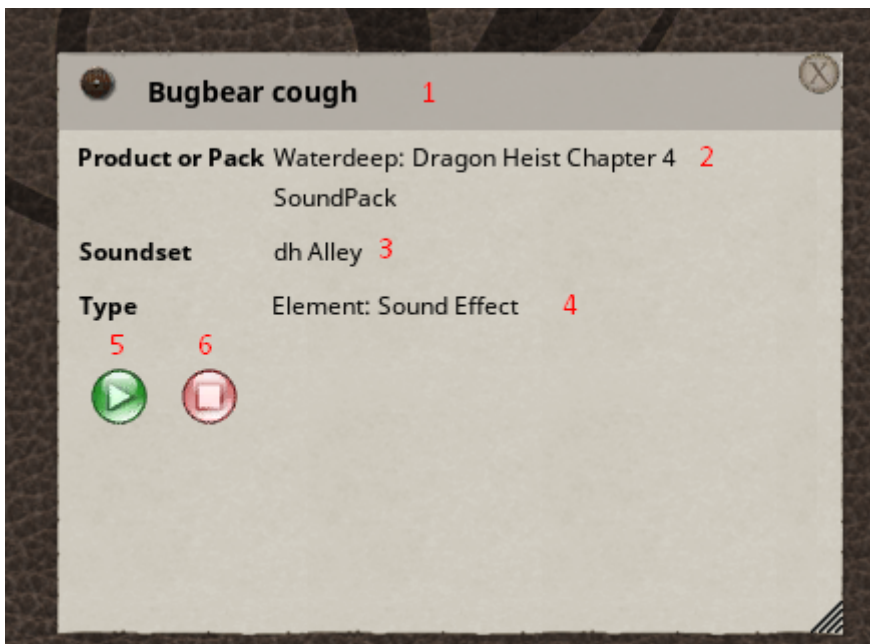 Bugbear cough 1
X
Product or Pack Waterdeep: Dragon Heist Chapter 4 2
SoundPack
Soundset dh Alley 3
Type Element: Sound Effect 4
5 6